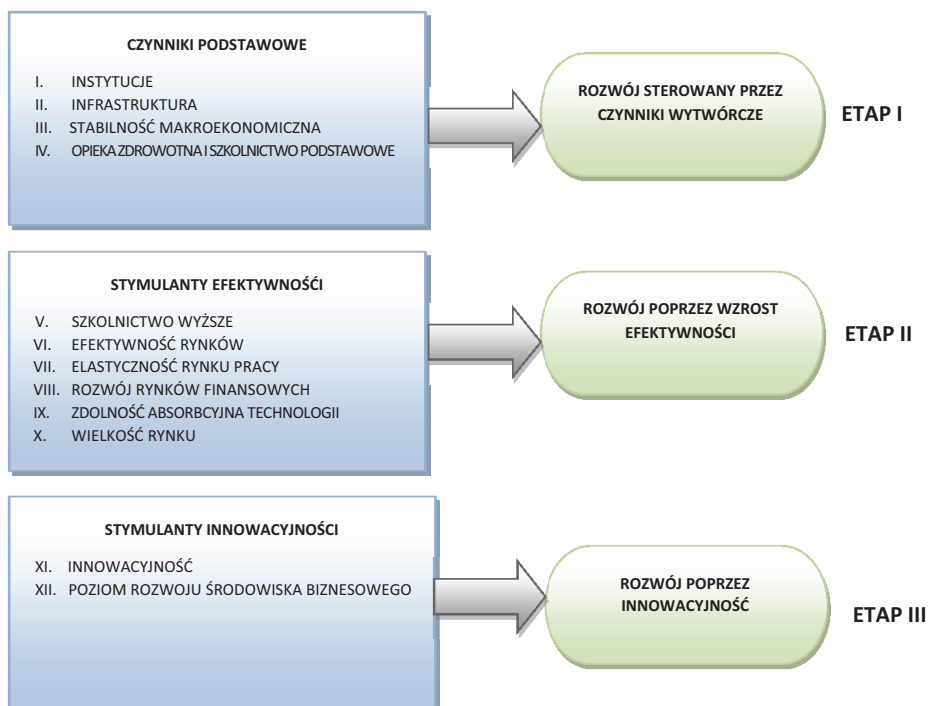 CZYNNIKI PODSTAWOWE
I. INSTYTUCJE
II. INFRASTRUKTURA
III. STABILNOŚĆ MAKROEKONOMICZNA
IV. OPIEKA ZDROWOTNA I SZKOLNICTWO PODSTAWOWE
ROZWÓJ STEROWANY PRZEZ
CZYNNIKI WYTWÓRCZE
ETAP I
STYMULANTY EFEKTYWNOŚĆI
V. SZKOLNICTWO WYŻSZE
VI. EFEKTYWNOŚĆ RYNKÓW
VII. ELASTYCZNOŚĆ RYNKU PRACY
VIII. ROZWÓJ RYNKÓW FINANSOWYCH
IX. ZDOLNOŚĆ ABSORBCYJNA TECHNOLOGII
X. WIELKOŚĆ RYNKU
ROZWÓJ POPRZEZ WZROST
EFEKTYWNOŚCI
ETAP II
STYMULANTY INNOWACYJNOŚCI
XI. INNOWACYJNOŚĆ
XII. POZIOM ROZWOJU ŚRODOWISKA BIZNESOWEGO
ROZWÓJ POPRZEZ
INNOWACYJNOŚĆ
ETAP III